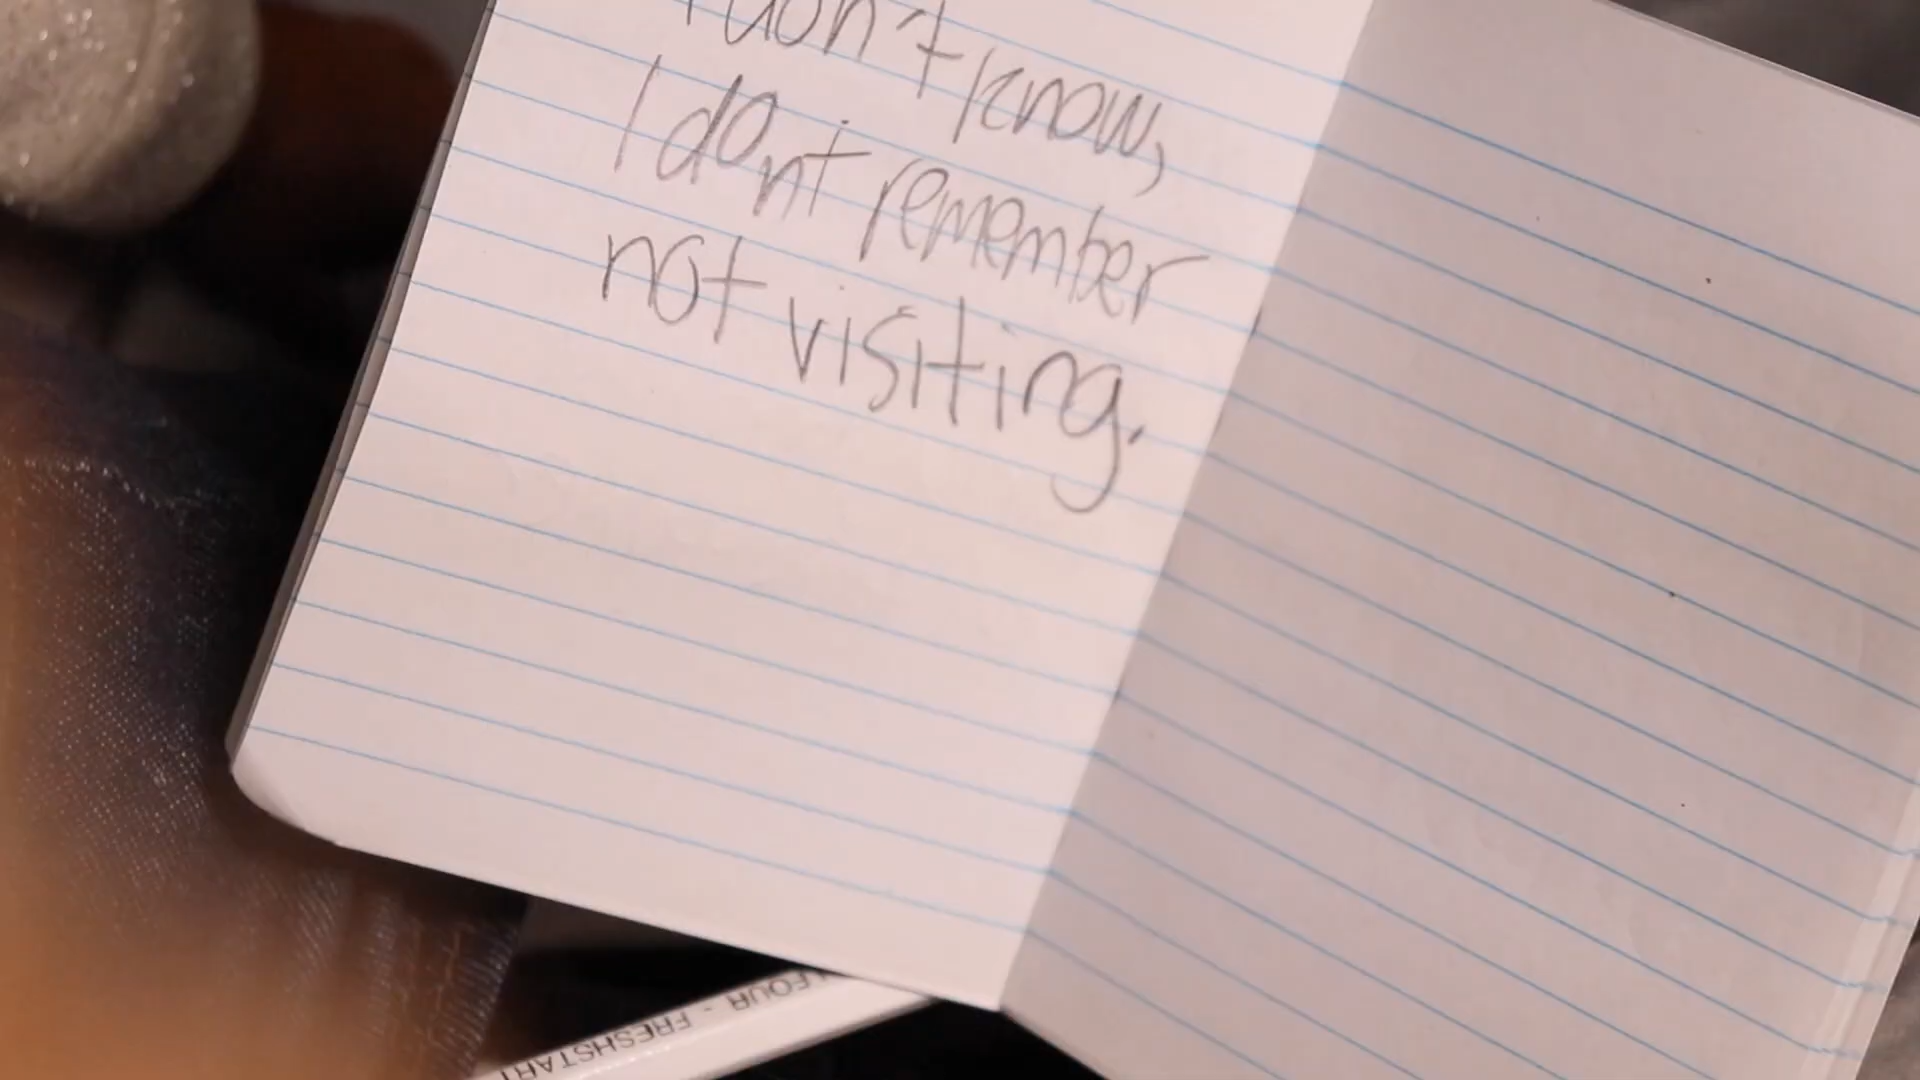 I don't know,
I dont remember
not visiting.
FOUR - FRESHSTART